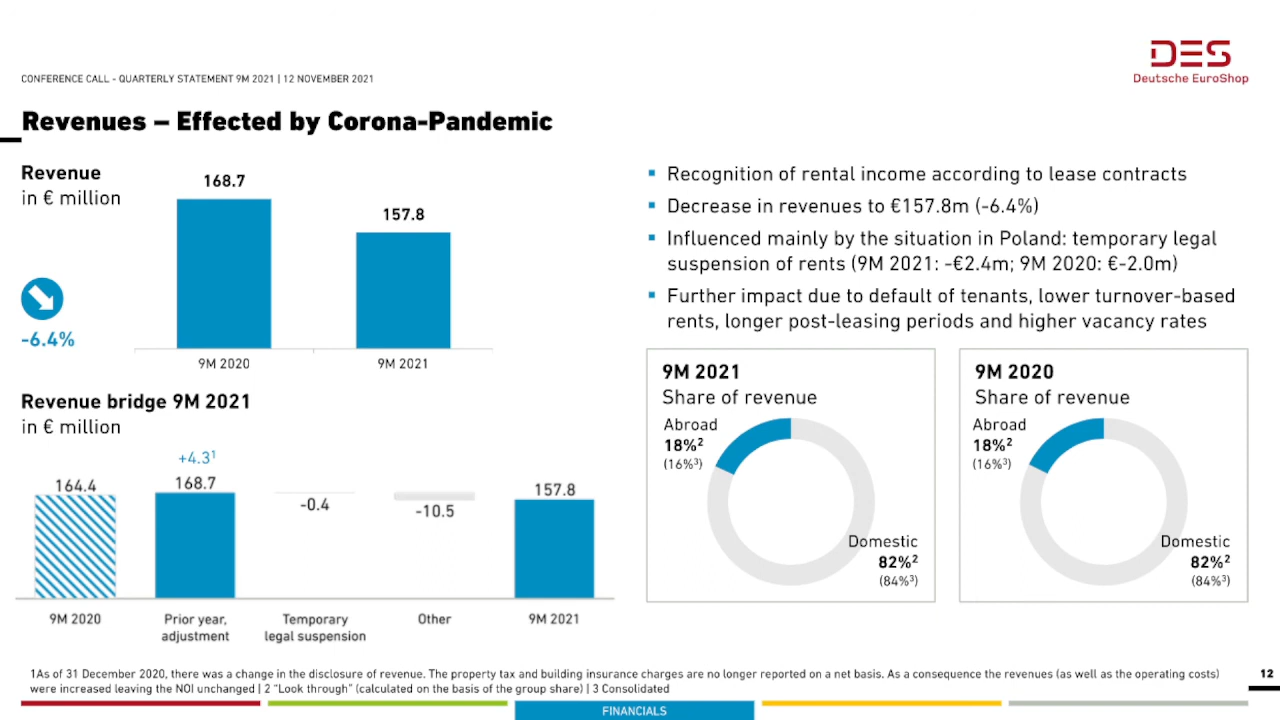 DES
Deutsche EuroShop
CONFERENCE CALL - QUARTERLY STATEMENT 9M 2021 | 12 NOVEMBER 2021
Revenues – Effected by Corona-Pandemic
Revenue
in € million
168.7
157.8
-6.4%
9M 2020
9M 2021
Revenue bridge 9M 2021
in € million
+4.3¹
164.4
168.7
-0.4
-10.5
157.8
9M 2020
Prior year,
adjustment
Temporary
legal suspension
Other
9M 2021
▪ Recognition of rental income according to lease contracts
▪ Decrease in revenues to €157.8m (-6.4%)
▪ Influenced mainly by the situation in Poland: temporary legal
suspension of rents (9M 2021: -€2.4m; 9M 2020: €-2.0m)
▪ Further impact due to default of tenants, lower turnover-based
rents, longer post-leasing periods and higher vacancy rates
9M 2021
Share of revenue
Abroad
18%²
(16%³)
Domestic
82%²
(84%³)
9M 2020
Share of revenue
Abroad
18%²
(16%³)
Domestic
82%²
(84%³)
1As of 31 December 2020, there was a change in the disclosure of revenue. The property tax and building insurance charges are no longer reported on a net basis. As a consequence the revenues (as well as the operating costs)
were increased leaving the NOI unchanged | 2 "Look through" (calculated on the basis of the group share) | 3 Consolidated
12
FINANCIALS